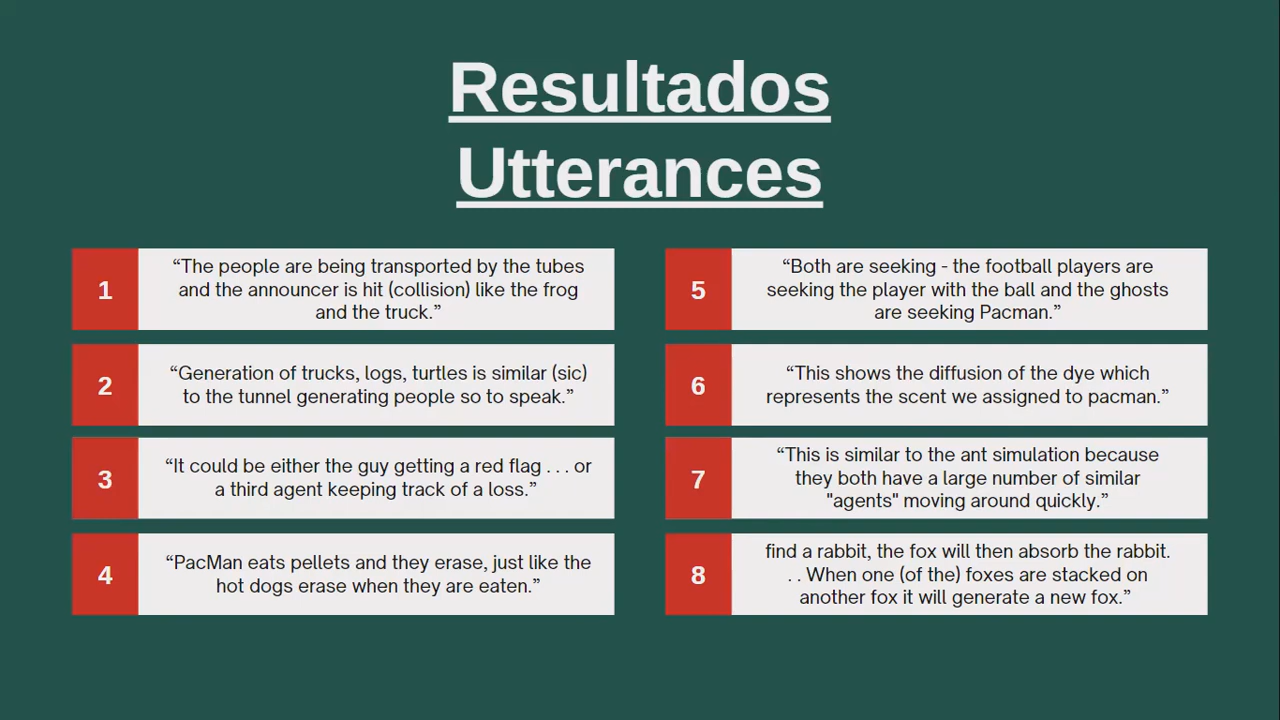 Resultados
Utterances
1
“The people are being transported by the tubes
and the announcer is hit (collision) like the frog
and the truck.”
2
“Generation of trucks, logs, turtles is similar (sic)
to the tunnel generating people so to speak.”
3
“It could be either the guy getting a red flag . . . or
a third agent keeping track of a loss.”
4
“PacMan eats pellets and they erase, just like the
hot dogs erase when they are eaten.”
5
“Both are seeking - the football players are
seeking the player with the ball and the ghosts
are seeking Pacman.”
6
“This shows the diffusion of the dye which
represents the scent we assigned to pacman.”
7
“This is similar to the ant simulation because
they both have a large number of similar
"agents" moving around quickly.”
8
find a rabbit, the fox will then absorb the rabbit.
. . When one (of the) foxes are stacked on
another fox it will generate a new fox.”